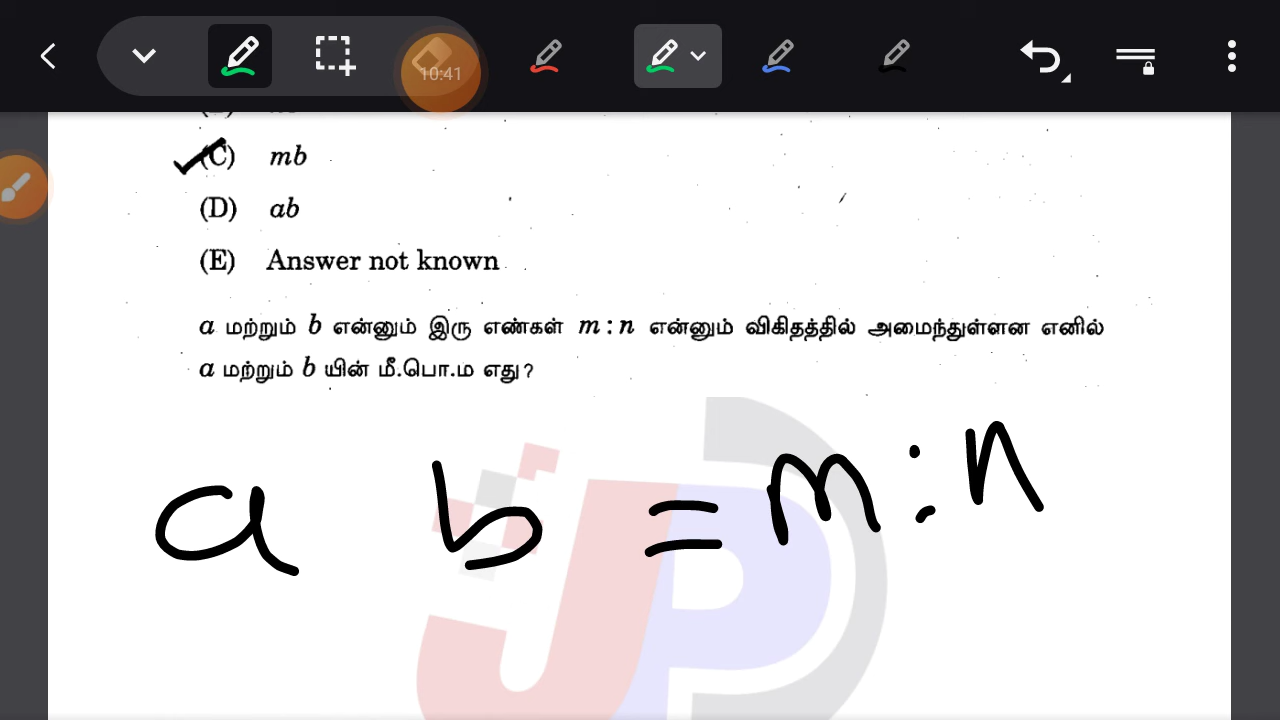 10:41
(C) mb
(D) ab
(E) Answer not known
a மற்றும் b என்னும் இரு எண்கள் m : n என்னும் விகிதத்தில் அமைந்துள்ளன எனில்
a மற்றும் b யின் மீ.பொ.ம எது?
a b = m : n
JP